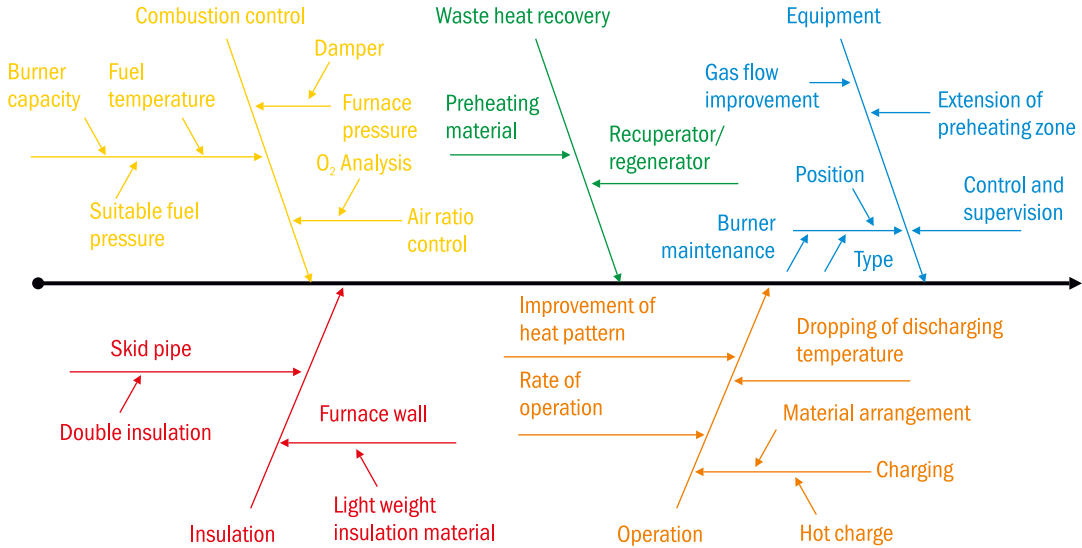 Combustion control
Waste heat recovery
Equipment
Damper
Burner
capacity
Fuel
temperature
Furnace
pressure
O₂ Analysis
Suitable fuel
pressure
Air ratio
control
Preheating
material
Recuperator/
regenerator
Gas flow
improvement
Extension of
preheating zone
Position
Control and
supervision
Burner
maintenance
Type
Skid pipe
Double insulation
Furnace wall
Light weight
insulation material
Insulation
Improvement of
heat pattern
Dropping of discharging
temperature
Rate of
operation
Material arrangement
Charging
Hot charge
Operation